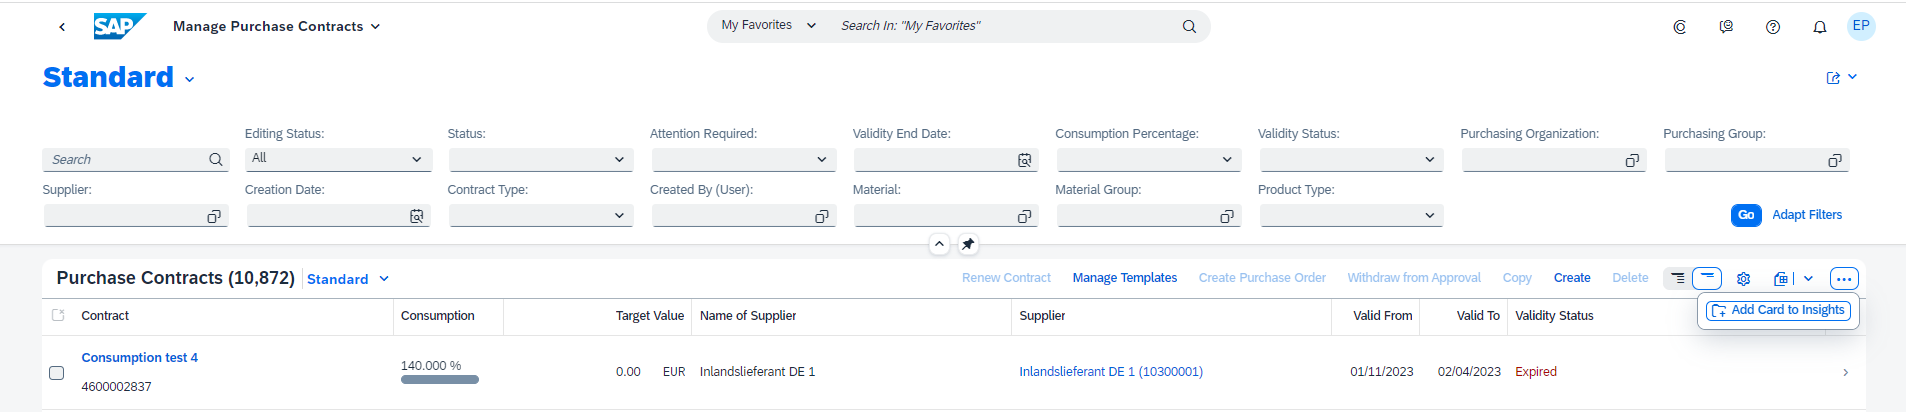 SAP
Manage Purchase Contracts
My Favorites
Search In: "My Favorites"
EP
Standard
Editing Status:
Status:
Attention Required:
Validity End Date:
Consumption Percentage:
Validity Status:
Purchasing Organization:
Purchasing Group:
Search
All
Supplier:
Creation Date:
Contract Type:
Created By (User):
Material:
Material Group:
Product Type:
Go
Adapt Filters
Purchase Contracts (10,872)
Standard
Renew Contract
Manage Templates
Create Purchase Order
Withdraw from Approval
Copy
Create
Delete
Add Card to Insights
Contract
Consumption
Target Value
Name of Supplier
Supplier
Valid From
Valid To
Validity Status
Consumption test 4
4600002837
140.000 %
0.00 EUR
Inlandslieferant DE 1
Inlandslieferant DE 1 (10300001)
01/11/2023
02/04/2023
Expired